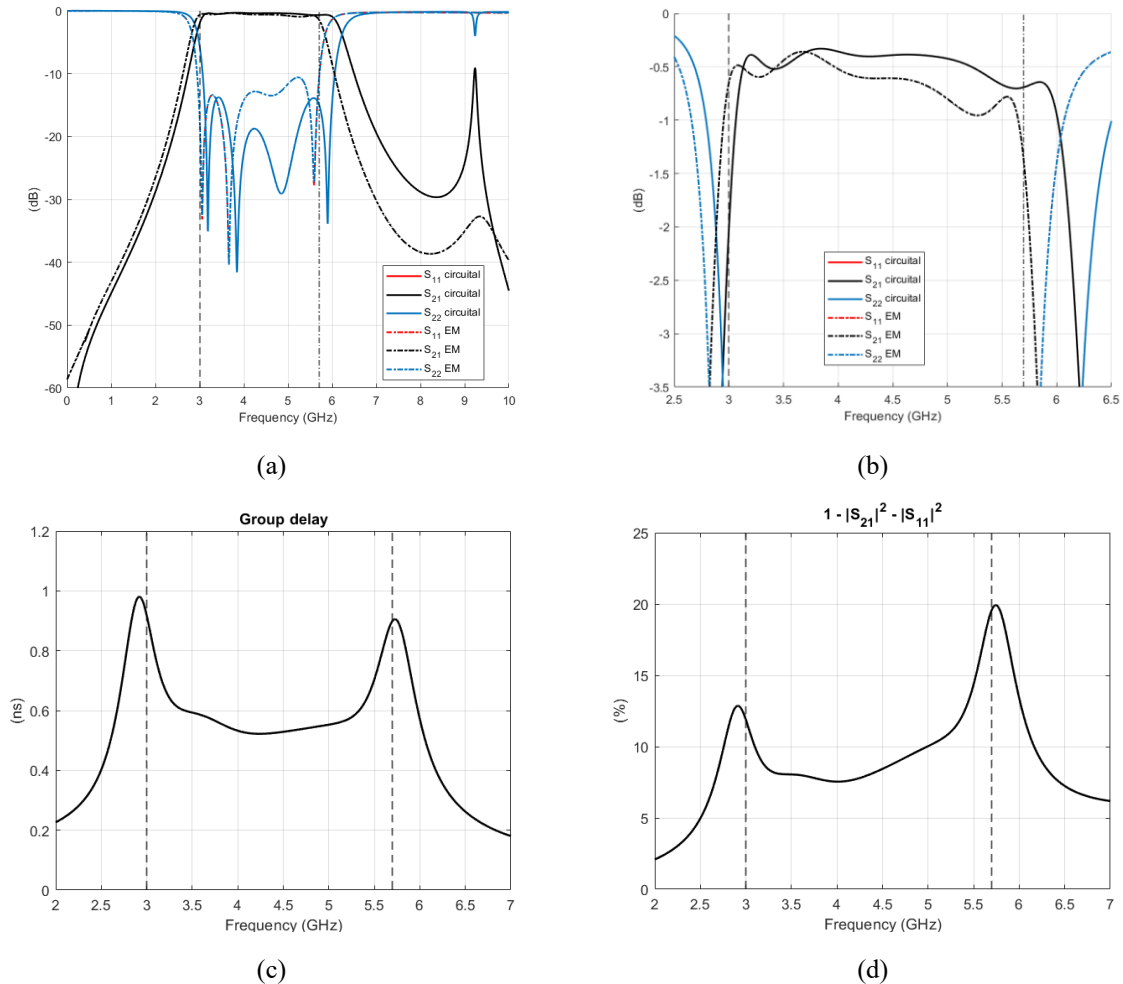 0
-10
-20
-30
-40
-50
-60
(dB)
0 1 2 3 4 5 6 7 8 9 10
Frequency (GHz)
S11 circuital
S21 circuital
S22 circuital
S11 EM
S21 EM
S22 EM
(a)
0
-0.5
-1
-1.5
-2
-2.5
-3
-3.5
(dB)
2.5 3 3.5 4 4.5 5 5.5 6 6.5
Frequency (GHz)
S11 circuital
S21 circuital
S22 circuital
S11 EM
S21 EM
S22 EM
(b)
Group delay
1.2
1
0.8
0.6
0.4
0.2
0
(ns)
2 2.5 3 3.5 4 4.5 5 5.5 6 6.5 7
Frequency (GHz)
(c)
1 - |S21|² - |S11|²
25
20
15
10
5
0
(%)
2 2.5 3 3.5 4 4.5 5 5.5 6 6.5 7
Frequency (GHz)
(d)